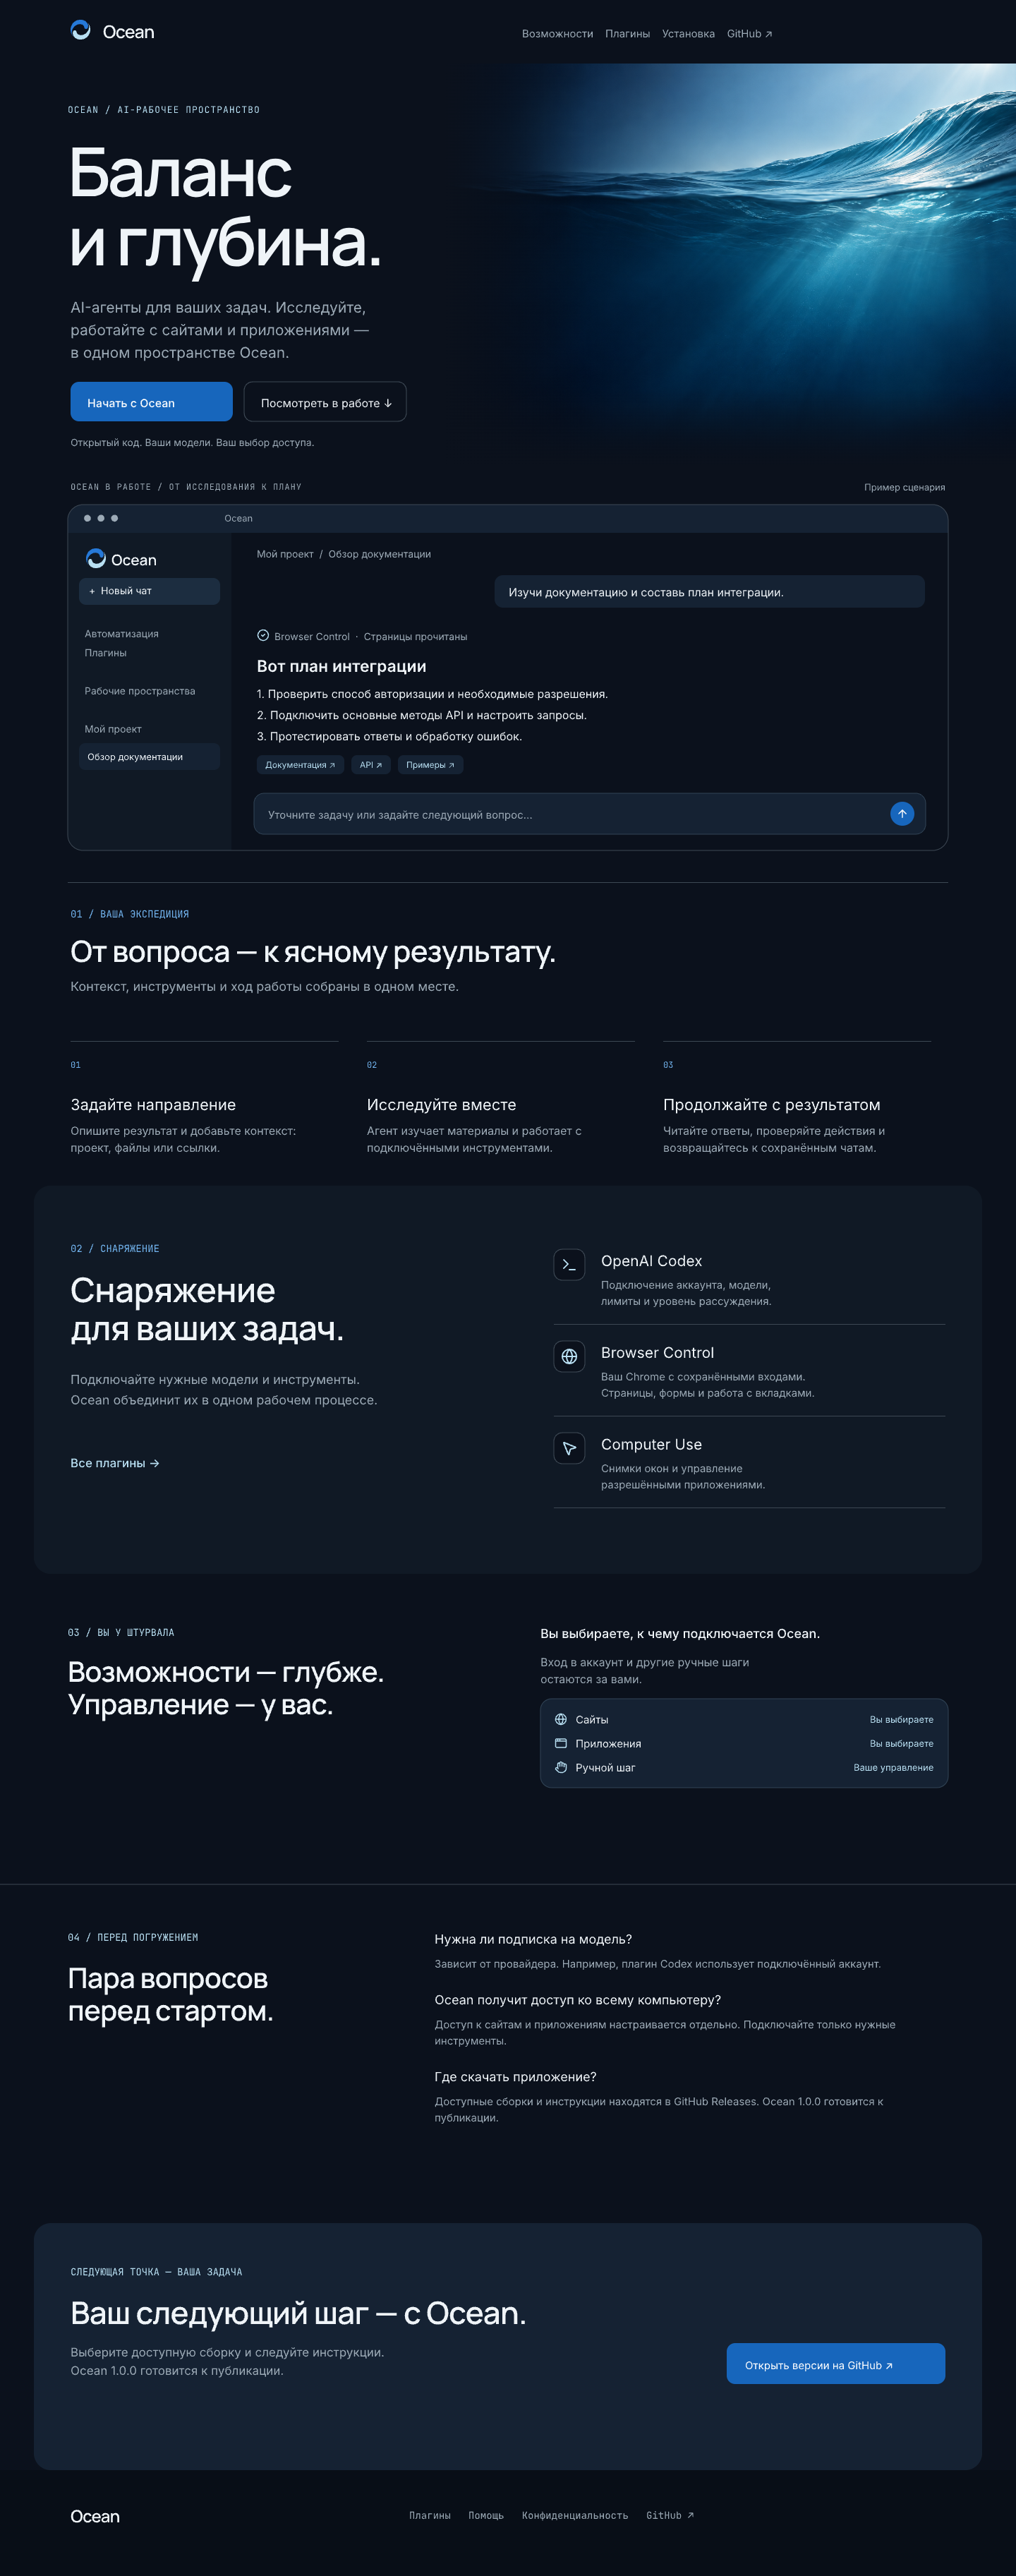 Ocean
Возможности Плагины Установка GitHub ↗
OCEAN / AI-РАБОЧЕЕ ПРОСТРАНСТВО
Баланс
и глубина.
AI-агенты для ваших задач. Исследуйте,
работайте с сайтами и приложениями —
в одном пространстве Ocean.
Начать с Ocean
Посмотреть в работе ↓
Открытый код. Ваши модели. Ваш выбор доступа.
OCEAN В РАБОТЕ / ОТ ИССЛЕДОВАНИЯ К ПЛАНУ
Пример сценария
Ocean
Ocean
+ Новый чат
Автоматизация
Плагины
Рабочие пространства
Мой проект
Обзор документации
Мой проект / Обзор документации
Изучи документацию и составь план интеграции.
Browser Control · Страницы прочитаны
Вот план интеграции
1. Проверить способ авторизации и необходимые разрешения.
2. Подключить основные методы API и настроить запросы.
3. Протестировать ответы и обработку ошибок.
Документация ↗ API ↗ Примеры ↗
Уточните задачу или задайте следующий вопрос...
01 / ВАША ЭКСПЕДИЦИЯ
От вопроса — к ясному результату.
Контекст, инструменты и ход работы собраны в одном месте.
01
Задайте направление
Опишите результат и добавьте контекст:
проект, файлы или ссылки.
02
Исследуйте вместе
Агент изучает материалы и работает с
подключёнными инструментами.
03
Продолжайте с результатом
Читайте ответы, проверяйте действия и
возвращайтесь к сохранённым чатам.
02 / СНАРЯЖЕНИЕ
Снаряжение
для ваших задач.
Подключайте нужные модели и инструменты.
Ocean объединит их в одном рабочем процессе.
Все плагины →
OpenAI Codex
Подключение аккаунта, модели,
лимиты и уровень рассуждения.
Browser Control
Ваш Chrome с сохранёнными входами.
Страницы, формы и работа с вкладками.
Computer Use
Снимки окон и управление
разрешёнными приложениями.
03 / ВЫ У ШТУРВАЛА
Возможности — глубже.
Управление — у вас.
Вы выбираете, к чему подключается Ocean.
Вход в аккаунт и другие ручные шаги
остаются за вами.
Сайты Вы выбираете
Приложения Вы выбираете
Ручной шаг Ваше управление
04 / ПЕРЕД ПОГРУЖЕНИЕМ
Пара вопросов
перед стартом.
Нужна ли подписка на модель?
Зависит от провайдера. Например, плагин Codex использует подключённый аккаунт.
Ocean получит доступ ко всему компьютеру?
Доступ к сайтам и приложениям настраивается отдельно. Подключайте только нужные
инструменты.
Где скачать приложение?
Доступные сборки и инструкции находятся в GitHub Releases. Ocean 1.0.0 готовится к
публикации.
СЛЕДУЮЩАЯ ТОЧКА — ВАША ЗАДАЧА
Ваш следующий шаг — с Ocean.
Выберите доступную сборку и следуйте инструкции.
Ocean 1.0.0 готовится к публикации.
Открыть версии на GitHub ↗
Ocean
Плагины Помощь Конфиденциальность GitHub ↗